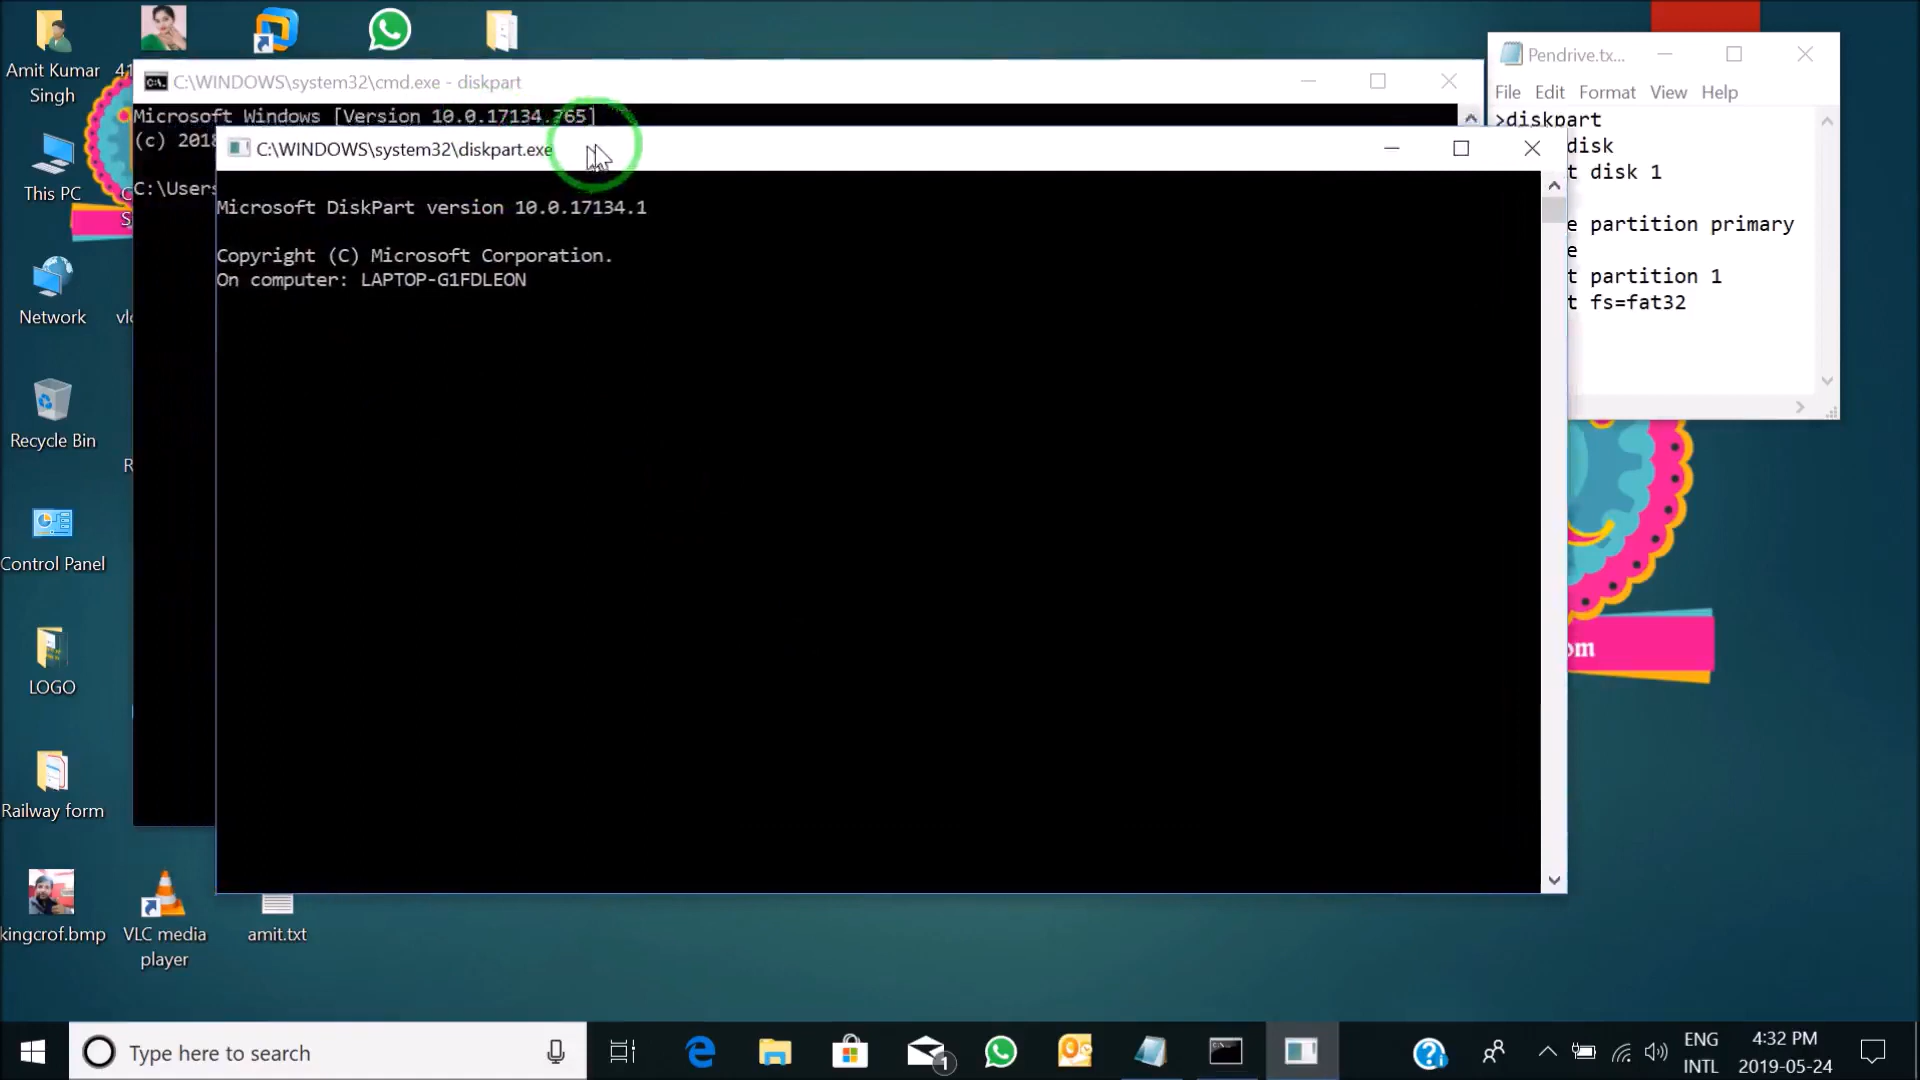 Amit Kumar
Singh
This PC
Network
Recycle Bin
Control Panel
LOGO
Railway form
kingcrof.bmp
VLC media
player
amit.txt
C:\WINDOWS\system32\cmd.exe - diskpart
Microsoft Windows [Version 10.0.17134.765]
(c) 2018
C:\Users
C:\WINDOWS\system32\diskpart.exe
Microsoft DiskPart version 10.0.17134.1
Copyright (C) Microsoft Corporation.
On computer: LAPTOP-G1FDLEON
Pendrive.tx...
File Edit Format View Help
>diskpart
disk
t disk 1
e partition primary
e
t partition 1
t fs=fat32
om
Type here to search
1
ENG
INTL
4:32 PM
2019-05-24